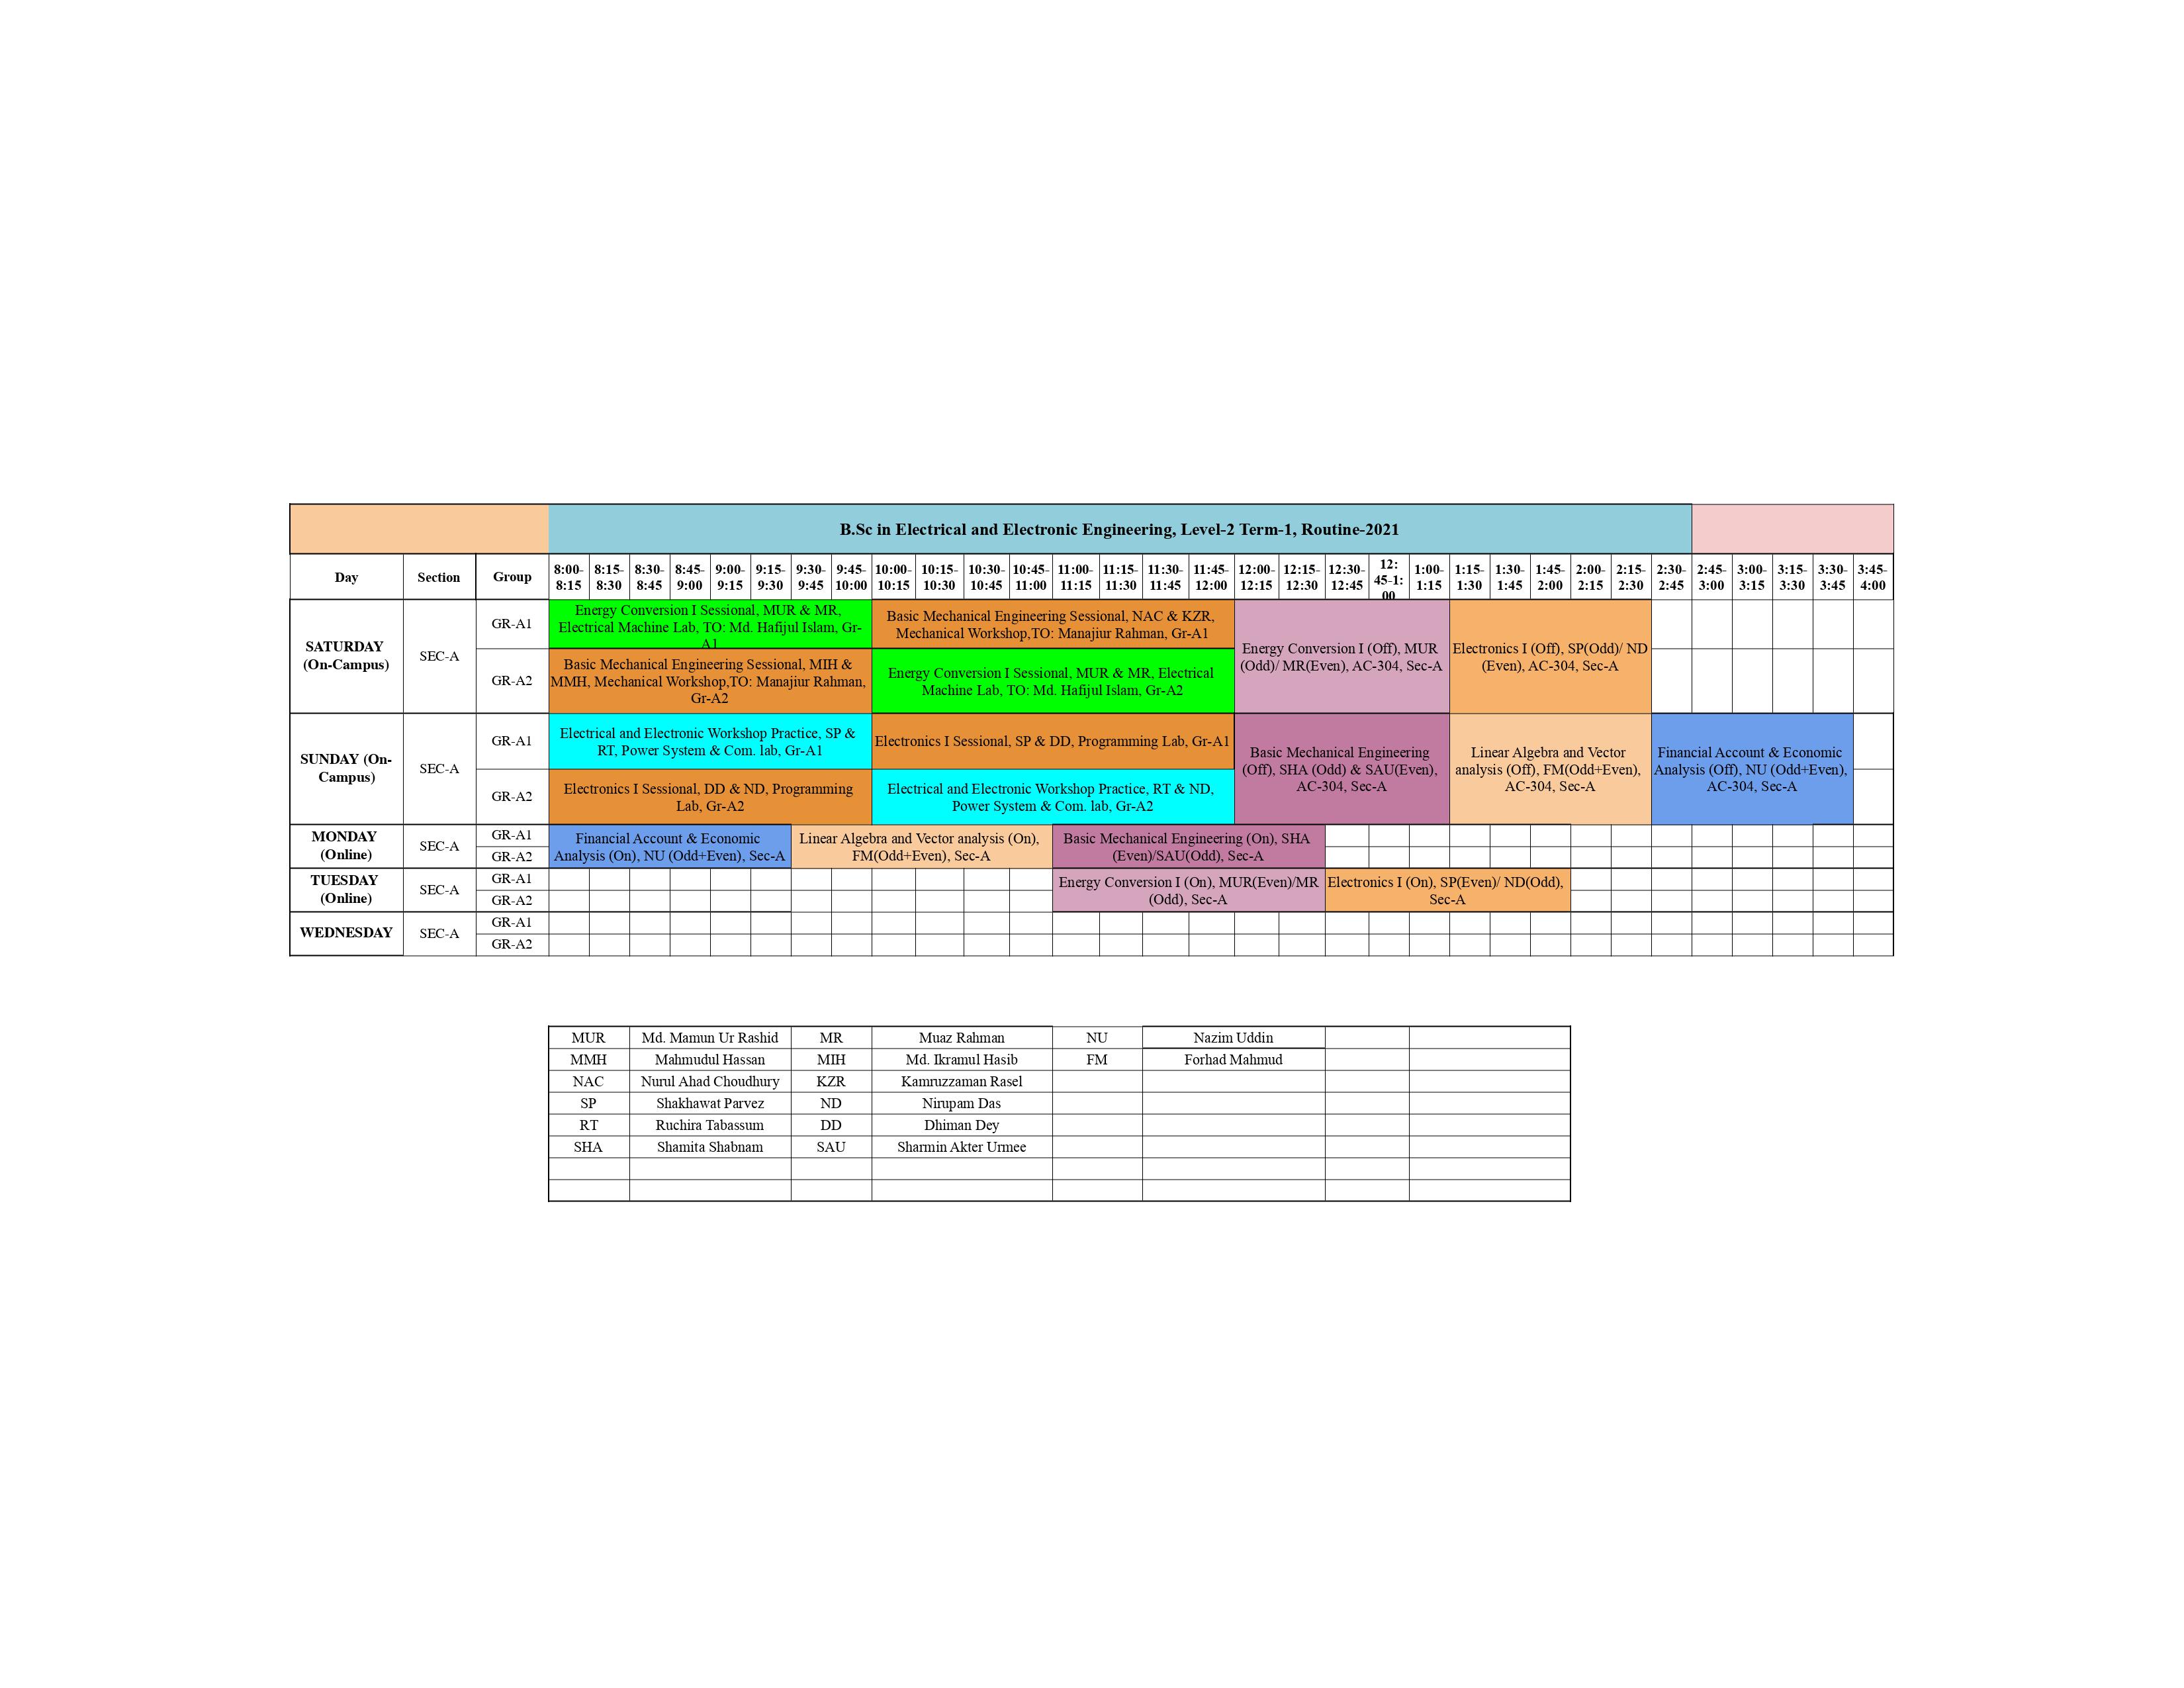 B.Sc in Electrical and Electronic Engineering, Level-2 Term-1, Routine-2021
Day Section Group 8:00-8:15 8:15-8:30 8:30-8:45 8:45-9:00 9:00-9:15 9:15-9:30 9:30-9:45 9:45-10:00 10:00-10:15 10:15-10:30 10:30-10:45 10:45-11:00 11:00-11:15 11:15-11:30 11:30-11:45 11:45-12:00 12:00-12:15 12:15-12:30 12:30-12:45 12:45-1:00 1:00-1:15 1:15-1:30 1:30-1:45 1:45-2:00 2:00-2:15 2:15-2:30 2:30-2:45 2:45-3:00 3:00-3:15 3:15-3:30 3:30-3:45 3:45-4:00
SATURDAY
(On-Campus)
SEC-A
GR-A1
Energy Conversion I Sessional, MUR & MR,
Electrical Machine Lab, TO: Md. Hafijul Islam, Gr-
A1
Basic Mechanical Engineering Sessional, NAC & KZR,
Mechanical Workshop,TO: Manajiur Rahman, Gr-A1
Energy Conversion I (Off), MUR
(Odd)/ MR(Even), AC-304, Sec-A
Electronics I (Off), SP(Odd)/ ND
(Even), AC-304, Sec-A
GR-A2
Basic Mechanical Engineering Sessional, MIH &
MMH, Mechanical Workshop,TO: Manajiur Rahman,
Gr-A2
Energy Conversion I Sessional, MUR & MR, Electrical
Machine Lab, TO: Md. Hafijul Islam, Gr-A2
SUNDAY (On-
Campus)
SEC-A
GR-A1
Electrical and Electronic Workshop Practice, SP &
RT, Power System & Com. lab, Gr-A1
Electronics I Sessional, SP & DD, Programming Lab, Gr-A1
Basic Mechanical Engineering
(Off), SHA (Odd) & SAU(Even),
AC-304, Sec-A
Linear Algebra and Vector
analysis (Off), FM(Odd+Even),
AC-304, Sec-A
Financial Account & Economic
Analysis (Off), NU (Odd+Even),
AC-304, Sec-A
GR-A2
Electronics I Sessional, DD & ND, Programming
Lab, Gr-A2
Electrical and Electronic Workshop Practice, RT & ND,
Power System & Com. lab, Gr-A2
MONDAY
(Online)
SEC-A
GR-A1
GR-A2
Financial Account & Economic
Analysis (On), NU (Odd+Even), Sec-A
Linear Algebra and Vector analysis (On),
FM(Odd+Even), Sec-A
Basic Mechanical Engineering (On), SHA
(Even)/SAU(Odd), Sec-A
TUESDAY
(Online)
SEC-A
GR-A1
GR-A2
Energy Conversion I (On), MUR(Even)/MR
(Odd), Sec-A
Electronics I (On), SP(Even)/ ND(Odd),
Sec-A
WEDNESDAY
SEC-A
GR-A1
GR-A2
MUR Md. Mamun Ur Rashid MR Muaz Rahman NU Nazim Uddin
MMH Mahmudul Hassan MIH Md. Ikramul Hasib FM Forhad Mahmud
NAC Nurul Ahad Choudhury KZR Kamruzzaman Rasel
SP Shakhawat Parvez ND Nirupam Das
RT Ruchira Tabassum DD Dhiman Dey
SHA Shamita Shabnam SAU Sharmin Akter Urmee